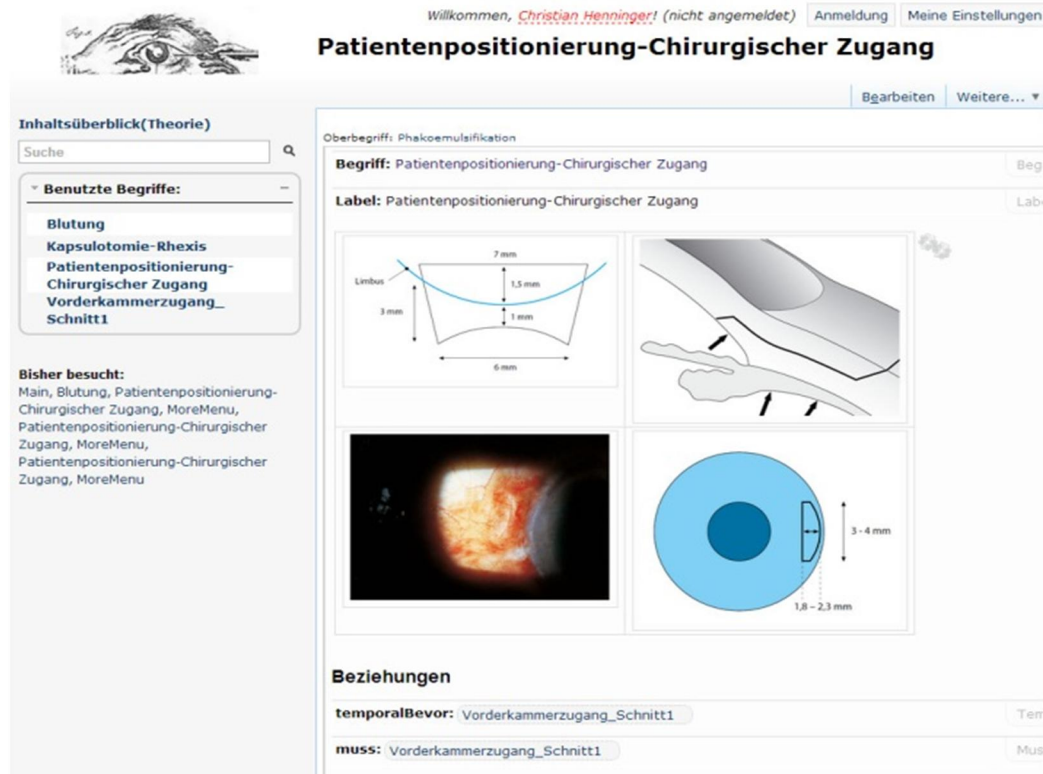 Willkommen, Christian Henninger! (nicht angemeldet) Anmeldung Meine Einstellungen
Patientenpositionierung-Chirurgischer Zugang
Bearbeiten Weitere...
Inhaltsüberblick(Theorie)
Suche
Benutzte Begriffe:
Blutung
Kapsulotomie-Rhexis
Patientenpositionierung-
Chirurgischer Zugang
Vorderkammerzugang_
Schnitt1
Bisher besucht:
Main, Blutung, Patientenpositionierung-
Chirurgischer Zugang, MoreMenu,
Patientenpositionierung-Chirurgischer
Zugang, MoreMenu,
Patientenpositionierung-Chirurgischer
Zugang, MoreMenu
Oberbegriff: Phakoemulsifikation
Begriff: Patientenpositionierung-Chirurgischer Zugang Beg
Label: Patientenpositionierung-Chirurgischer Zugang Labe
7 mm
Limbus
1,5 mm
3 mm
1 mm
6 mm
3 - 4 mm
1,8 – 2,3 mm
Beziehungen
temporalBevor: Vorderkammerzugang_Schnitt1 Tem
muss: Vorderkammerzugang_Schnitt1 Mus